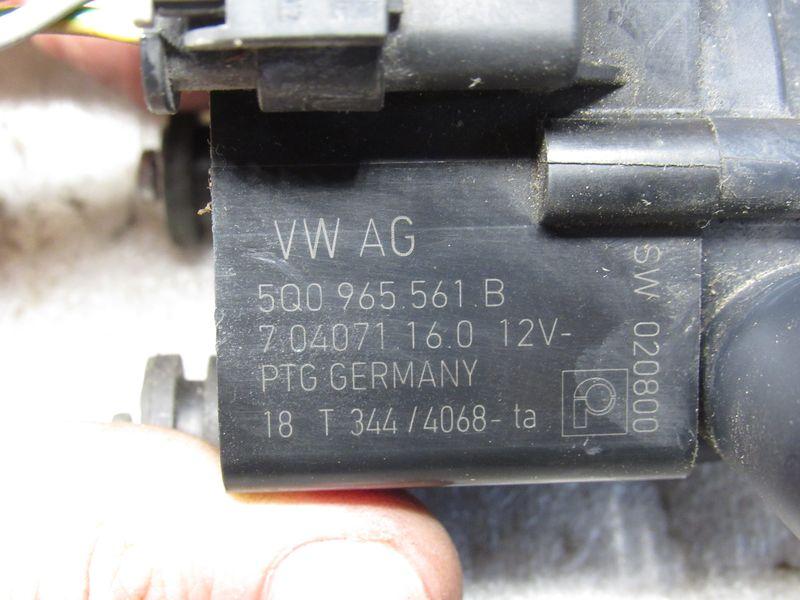 VW AG
5Q0 965 561.B
7.04071 16.0 12V-
PTG GERMANY
18 T 344 /4068- ta
SW 020800